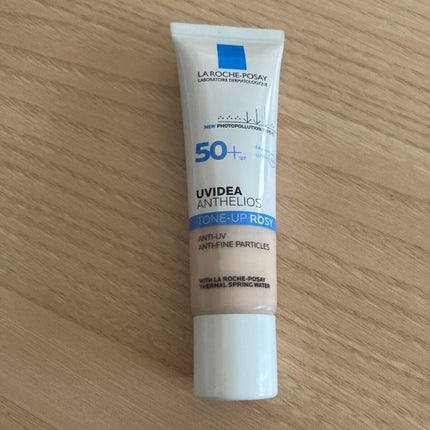 LA ROCHE-POSAY
LABORATOIRE DERMATOLOGIQUE
NEW PHOTOPOLLUTION
50+
SPF
UVIDEA
ANTHELIOS
TONE-UP ROSY
ANTI-UV
ANTI-FINE PARTICLES
WITH LA ROCHE-POSAY
THERMAL SPRING WATER